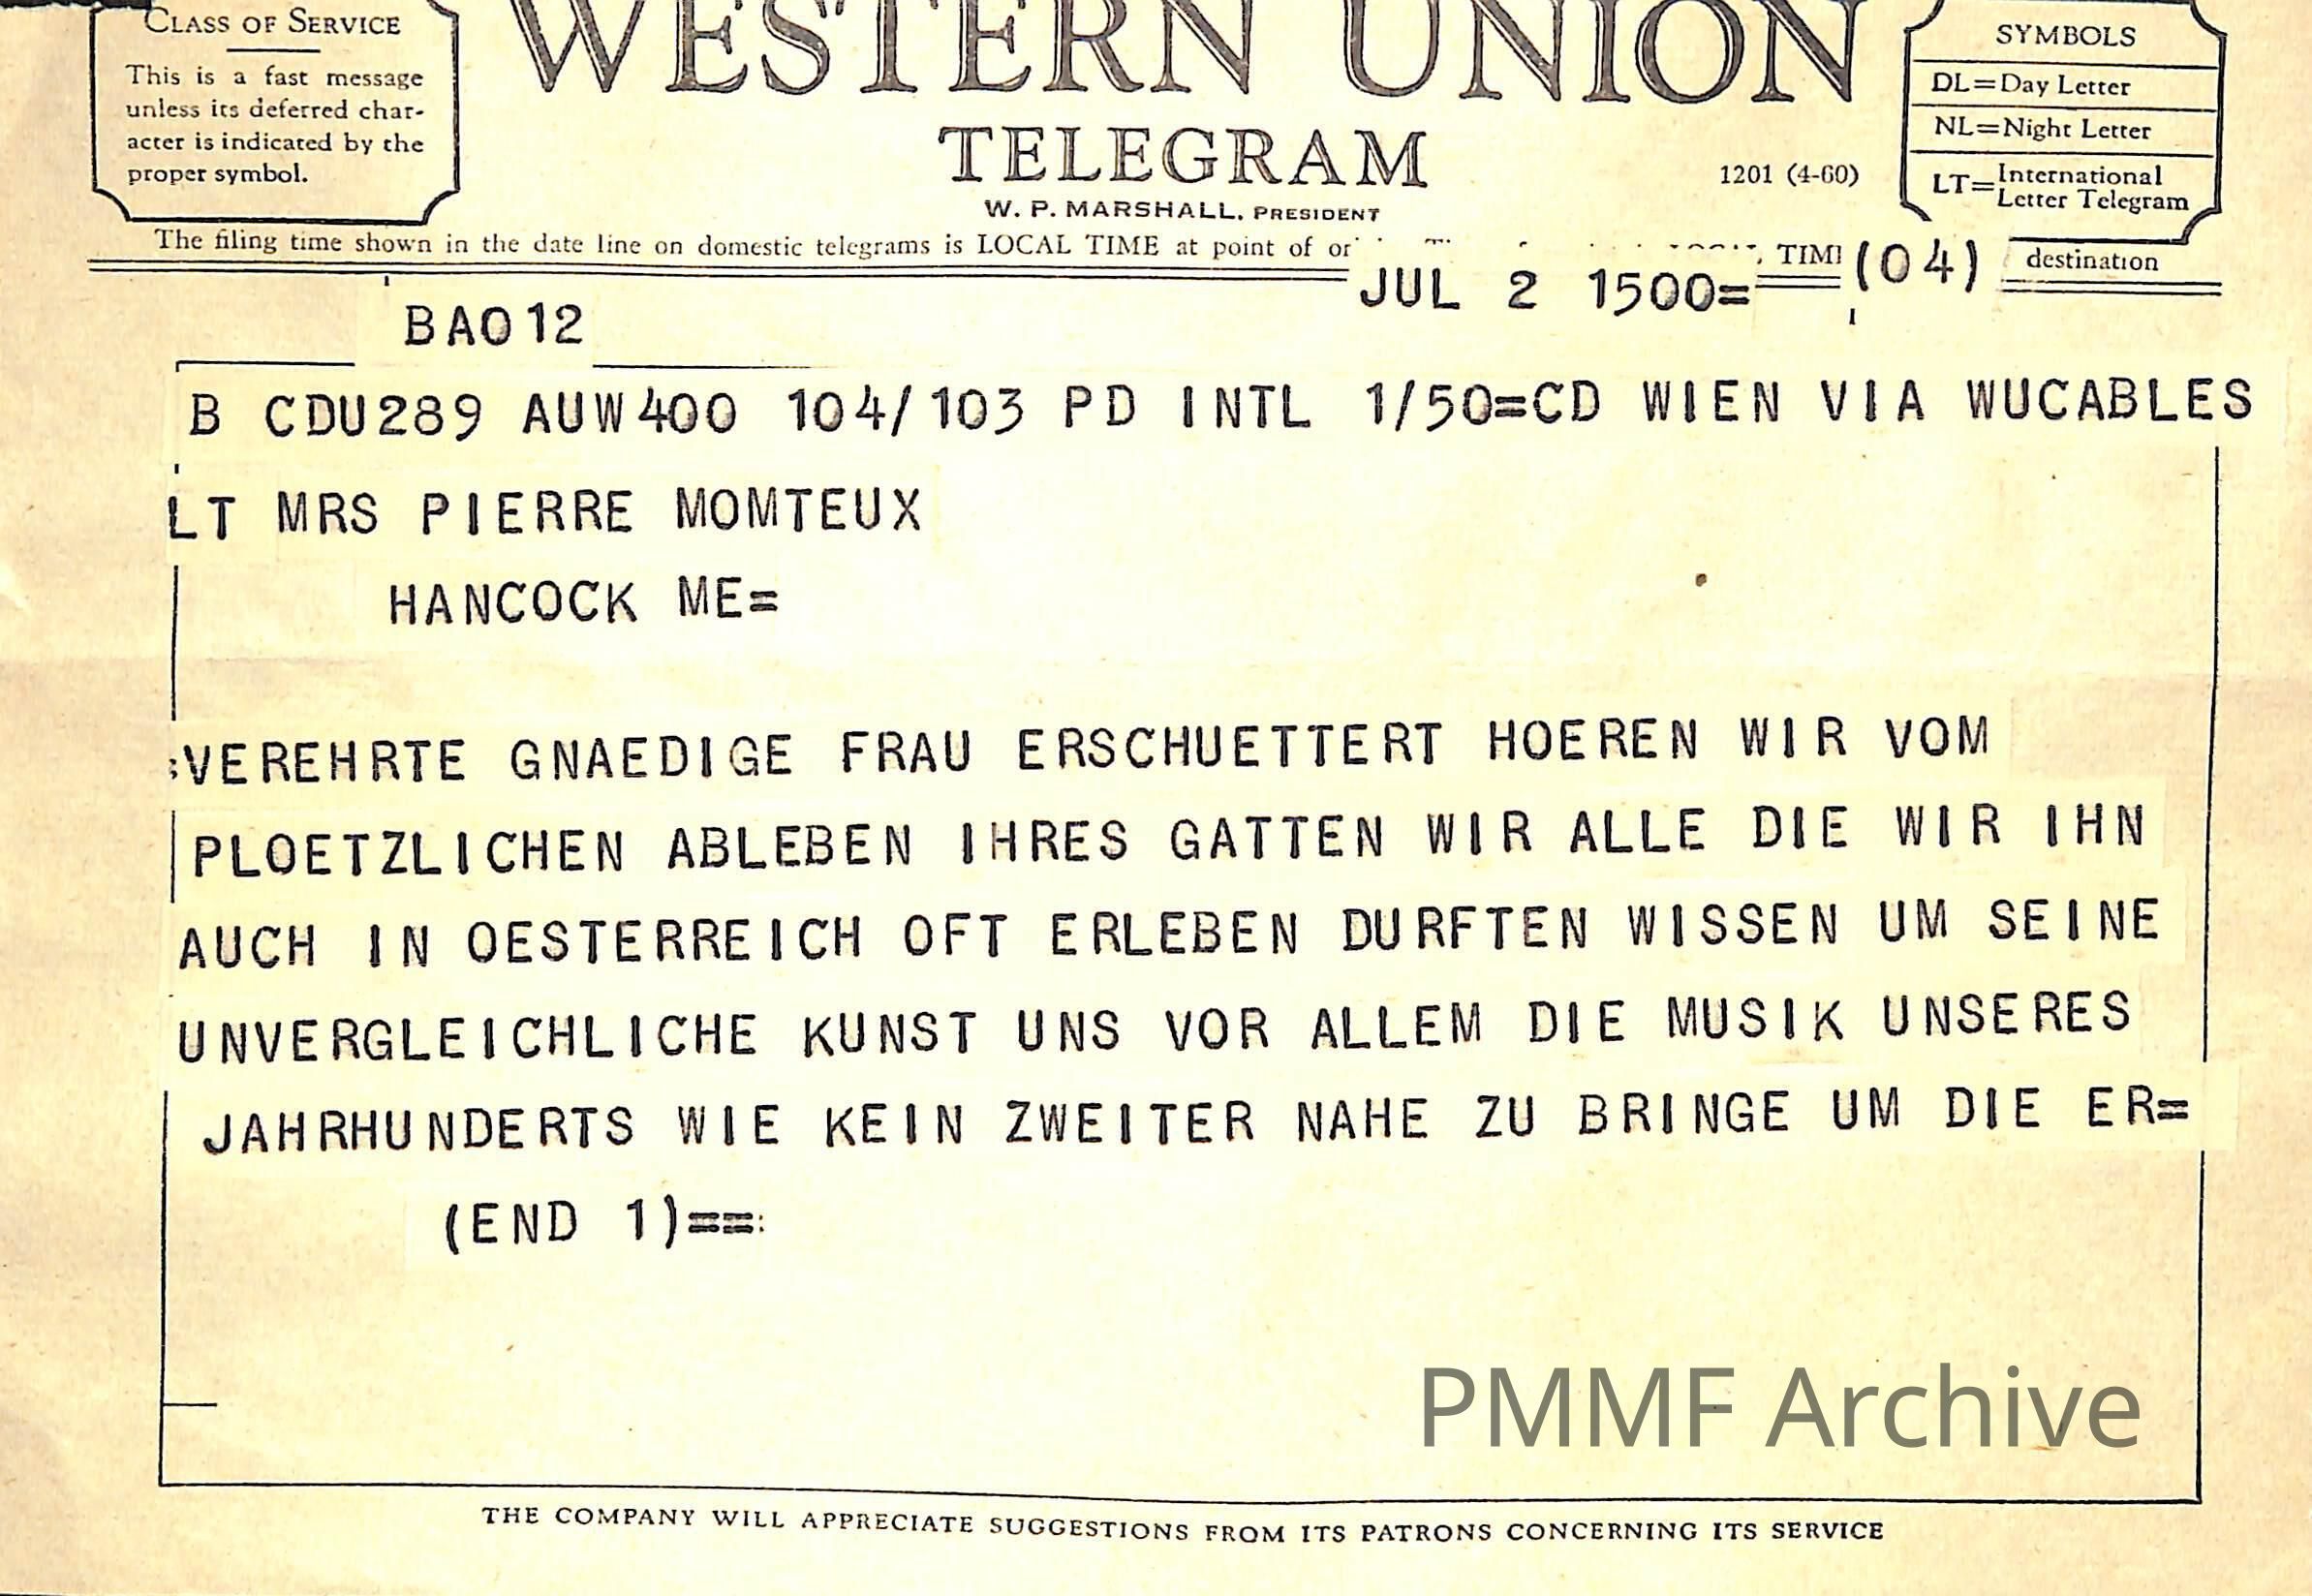 CLASS OF SERVICE
This is a fast message
unless its deferred char-
acter is indicated by the
proper symbol.
WESTERN UNION
TELEGRAM
W. P. MARSHALL, PRESIDENT
1201 (4-60)
SYMBOLS
DL=Day Letter
NL=Night Letter
LT=International
Letter Telegram
The filing time shown in the date line on domestic telegrams is LOCAL TIME at point of TIME destination
JUL 2 1500= (04)
BA012
B CDU289 AUW400 104/103 PD INTL 1/50=CD WIEN VIA WUCABLES
LT MRS PIERRE MOMTEUX
HANCOCK ME=
:VEREHRTE GNAEDIGE FRAU ERSCHUETTERT HOEREN WIR VOM
PLOETZLICHEN ABLEBEN IHRES GATTEN WIR ALLE DIE WIR IHN
AUCH IN OESTERREICH OFT ERLEBEN DURFTEN WISSEN UM SEINE
UNVERGLEICHLICHE KUNST UNS VOR ALLEM DIE MUSIK UNSERES
JAHRHUNDERTS WIE KEIN ZWEITER NAHE ZU BRINGE UM DIE ER=
(END 1)==:
PMMF Archive
THE COMPANY WILL APPRECIATE SUGGESTIONS FROM ITS PATRONS CONCERNING ITS SERVICE